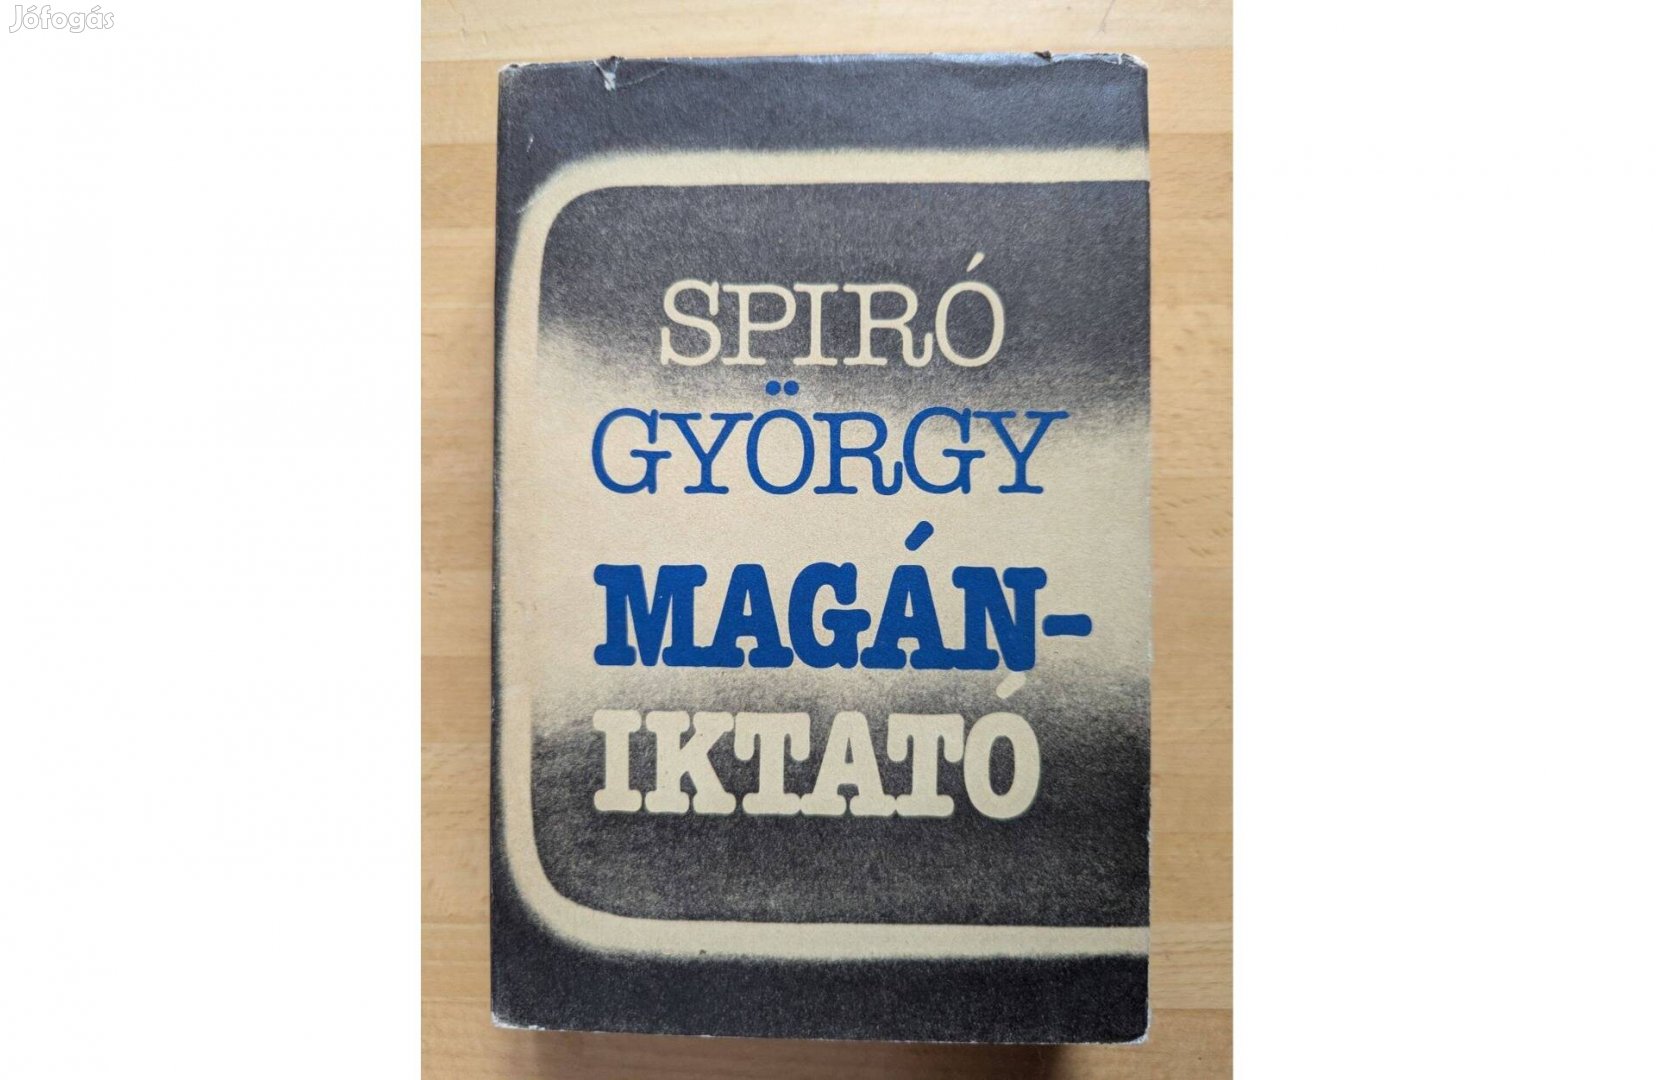 Jófogás
SPIRÓ
GYÖRGY
MAGÁN-
IKTATÓ